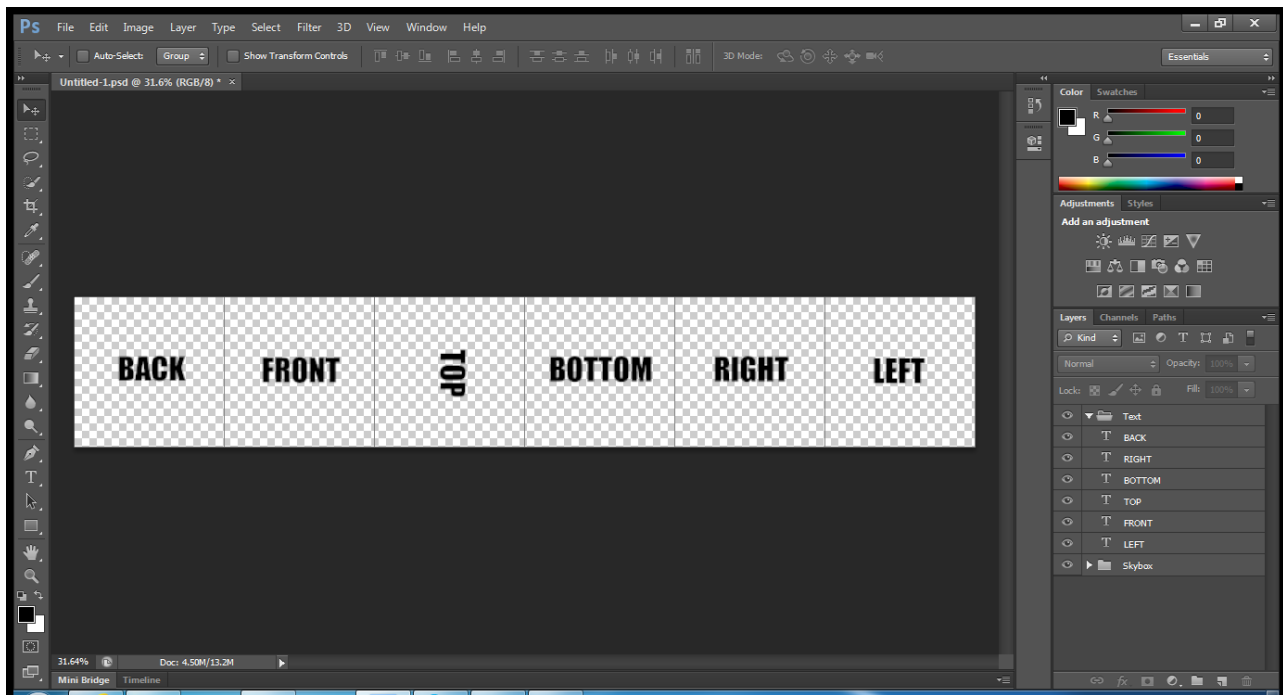 Ps File Edit Image Layer Type Select Filter 3D View Window Help
Auto-Select: Group Show Transform Controls 3D Mode: Essentials
Untitled-1.psd @ 31.6% (RGB/8) * ×
Color Swatches
R 0
G 0
B 0
Adjustments Styles
Add an adjustment
Layers Channels Paths
Kind
Normal Opacity: 100%
Lock: Fill: 100%
Text
T BACK
T RIGHT
T BOTTOM
T TOP
T FRONT
T LEFT
Skybox
BACK FRONT TOP BOTTOM RIGHT LEFT
31.64% Doc: 4.50M/13.2M
Mini Bridge Timeline